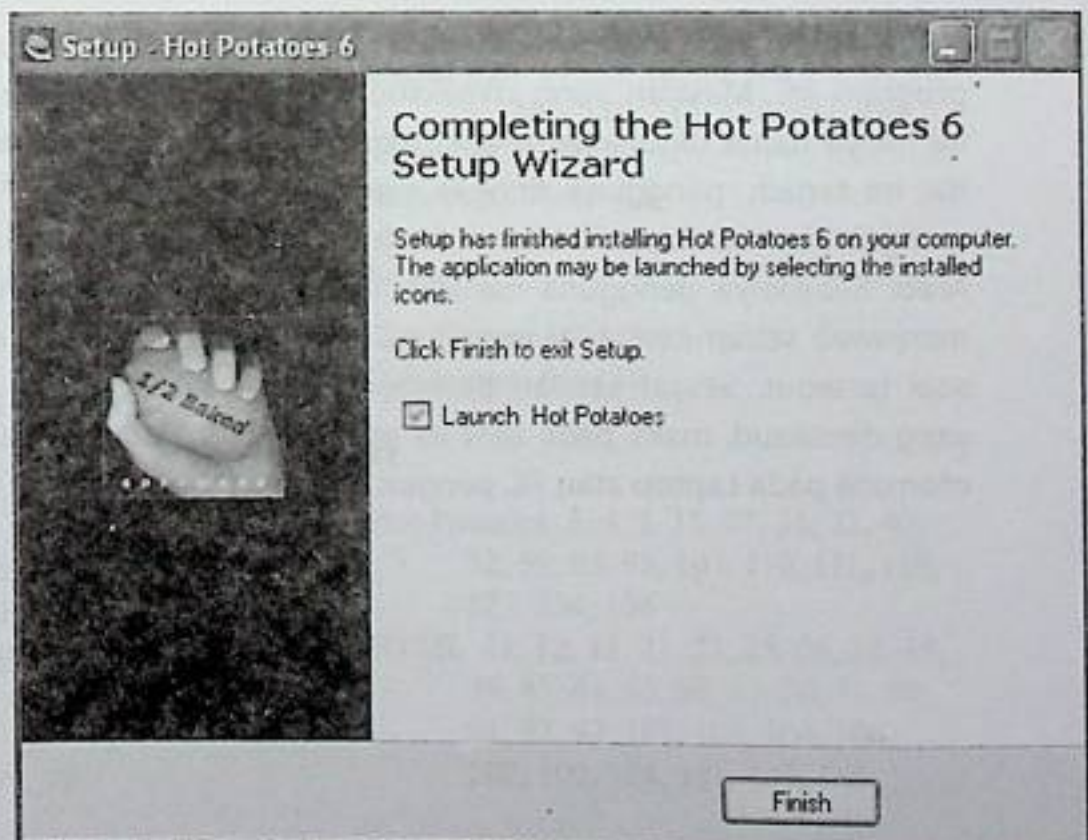 Setup - Hot Potatoes 6
Completing the Hot Potatoes 6
Setup Wizard
Setup has finished installing Hot Potatoes 6 on your computer.
The application may be launched by selecting the installed
icons.
Click Finish to exit Setup.
Launch Hot Potatoes
1/2 Baked
Finish